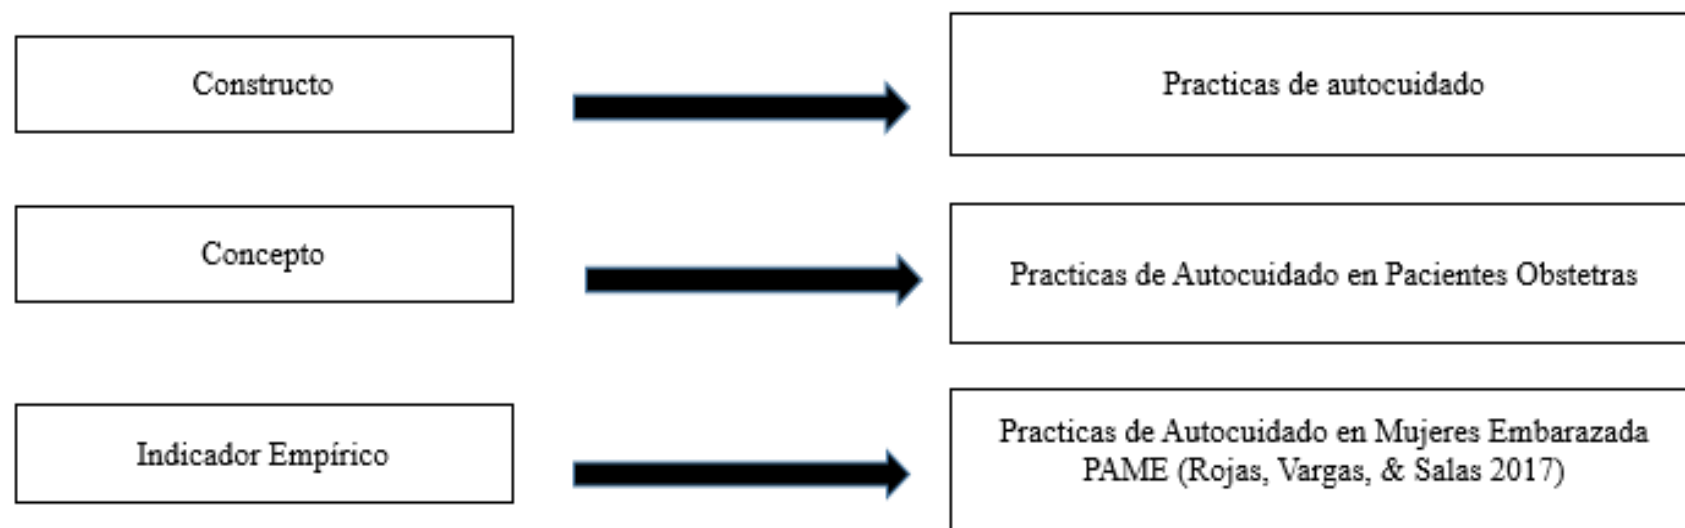 Constructo
Practicas de autocuidado
Concepto
Practicas de Autocuidado en Pacientes Obstetras
Indicador Empírico
Practicas de Autocuidado en Mujeres Embarazada
PAME (Rojas, Vargas, & Salas 2017)